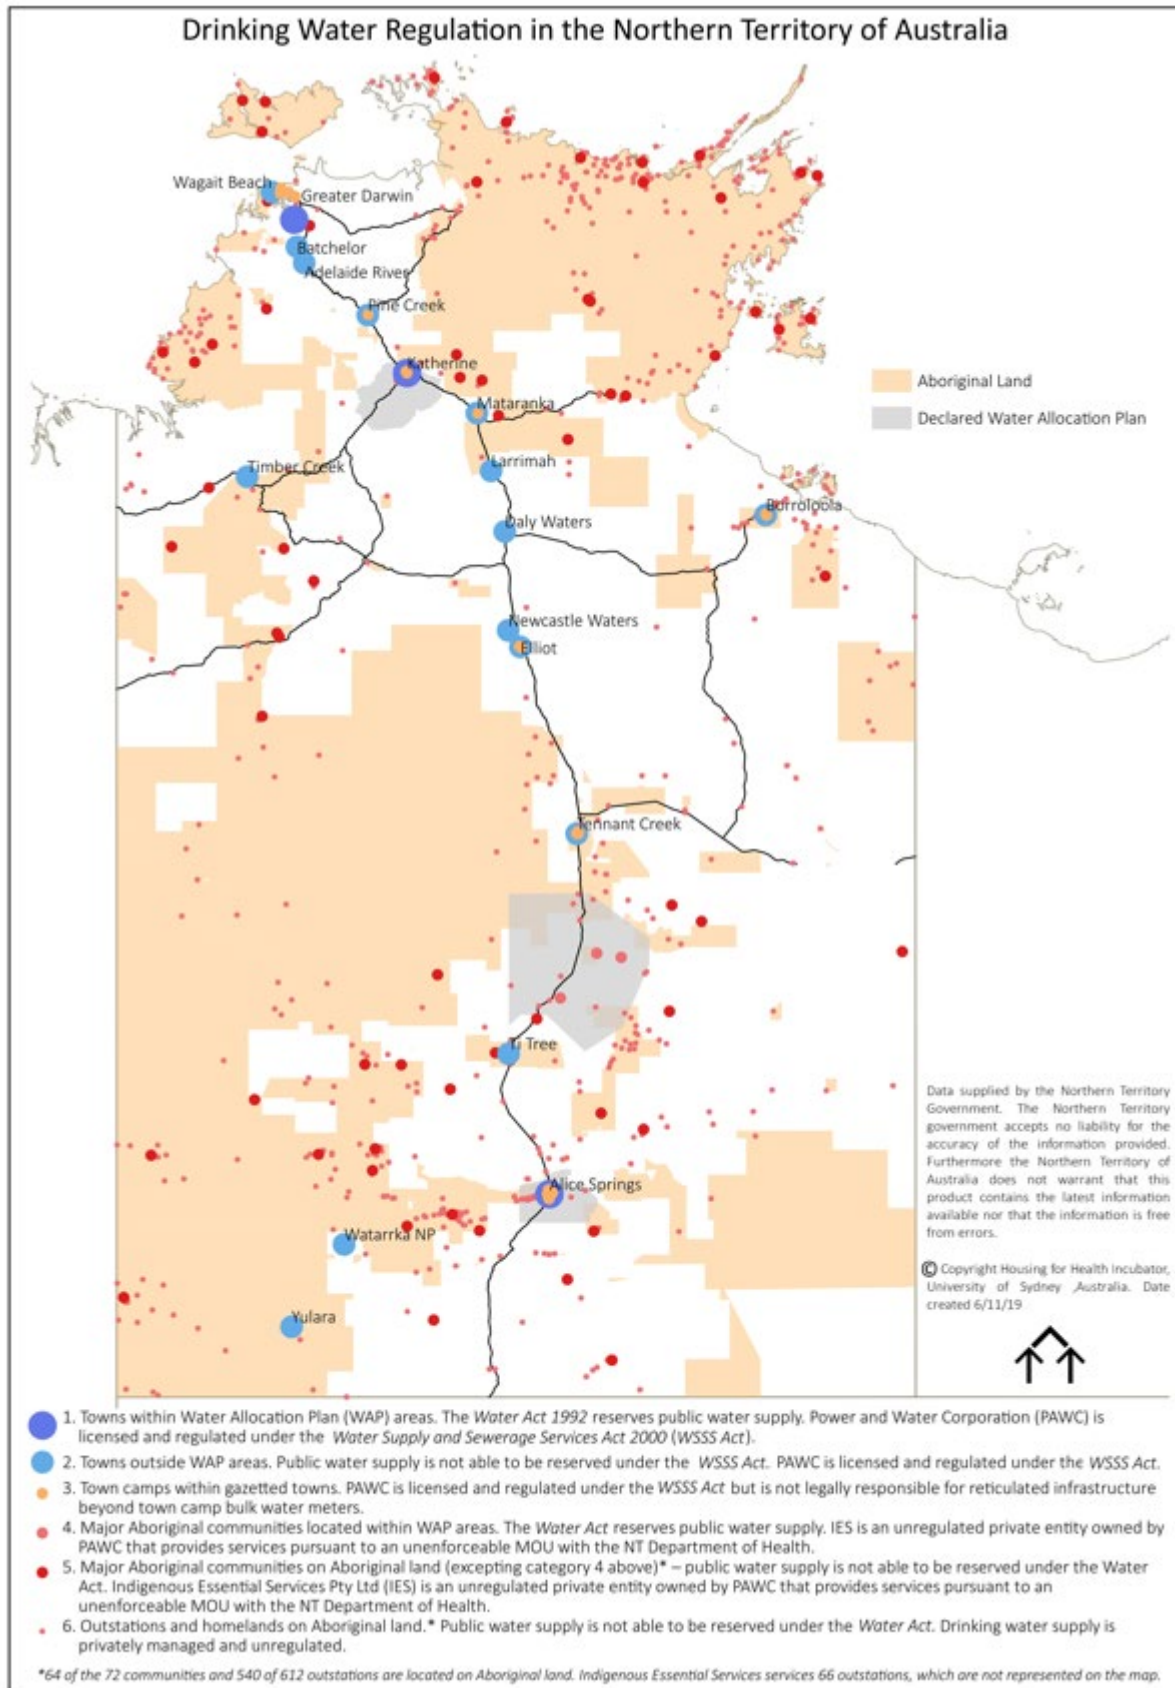 Drinking Water Regulation in the Northern Territory of Australia
Wagait Beach
Greater Darwin
Batchelor
Adelaide River
Pine Creek
Katherine
Aboriginal Land
Mataranka
Declared Water Allocation Plan
Larrimah
Timber Creek
Borroloola
Daly Waters
Newcastle Waters
Elliot
Tennant Creek
Ti Tree
Data supplied by the Northern Territory
Government. The Northern Territory
government accepts no liability for the
accuracy of the information provided.
Furthermore the Northern Territory of
Australia does not warrant that this
product contains the latest information
available nor that the information is free
from errors.
Alice Springs
Watarrka NP
© Copyright Housing for Health Incubator,
University of Sydney ,Australia. Date
created 6/11/19
Yulara
1. Towns within Water Allocation Plan (WAP) areas. The Water Act 1992 reserves public water supply. Power and Water Corporation (PAWC) is
licensed and regulated under the Water Supply and Sewerage Services Act 2000 (WSSS Act).
2. Towns outside WAP areas. Public water supply is not able to be reserved under the WSSS Act. PAWC is licensed and regulated under the WSSS Act.
3. Town camps within gazetted towns. PAWC is licensed and regulated under the WSSS Act but is not legally responsible for reticulated infrastructure
beyond town camp bulk water meters.
4. Major Aboriginal communities located within WAP areas. The Water Act reserves public water supply. IES is an unregulated private entity owned by
PAWC that provides services pursuant to an unenforceable MOU with the NT Department of Health.
5. Major Aboriginal communities on Aboriginal land (excepting category 4 above)* – public water supply is not able to be reserved under the Water
Act. Indigenous Essential Services Pty Ltd (IES) is an unregulated private entity owned by PAWC that provides services pursuant to an
unenforceable MOU with the NT Department of Health.
6. Outstations and homelands on Aboriginal land.* Public water supply is not able to be reserved under the Water Act. Drinking water supply is
privately managed and unregulated.
*64 of the 72 communities and 540 of 612 outstations are located on Aboriginal land. Indigenous Essential Services services 66 outstations, which are not represented on the map.